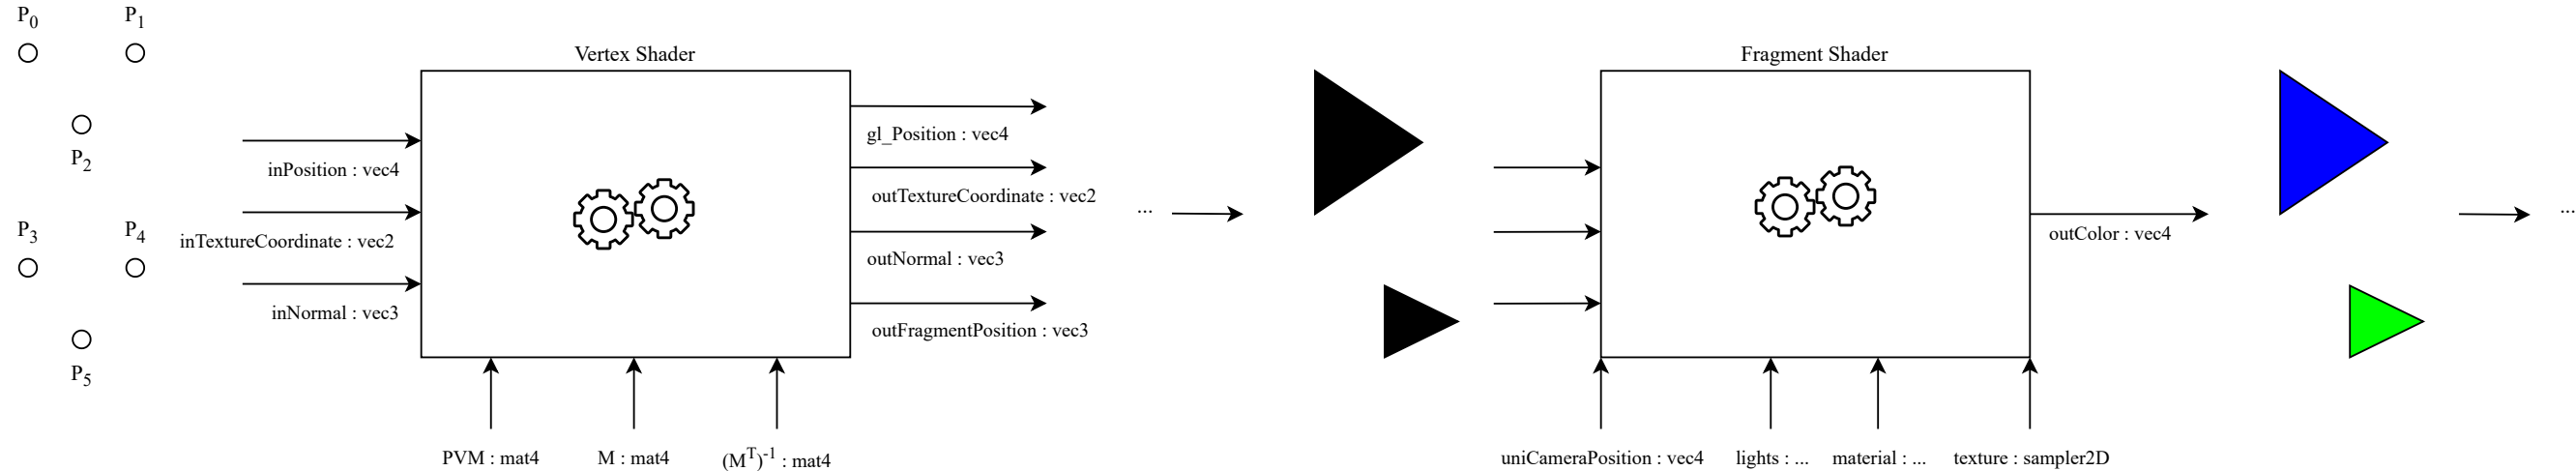 P0
P1
P2
P3
P4
P5
Vertex Shader
inPosition : vec4
inTextureCoordinate : vec2
inNormal : vec3
PVM : mat4
M : mat4
(M^T)^-1 : mat4
gl_Position : vec4
outTextureCoordinate : vec2
outNormal : vec3
outFragmentPosition : vec3
...
Fragment Shader
uniCameraPosition : vec4
lights : ...
material : ...
texture : sampler2D
outColor : vec4
...